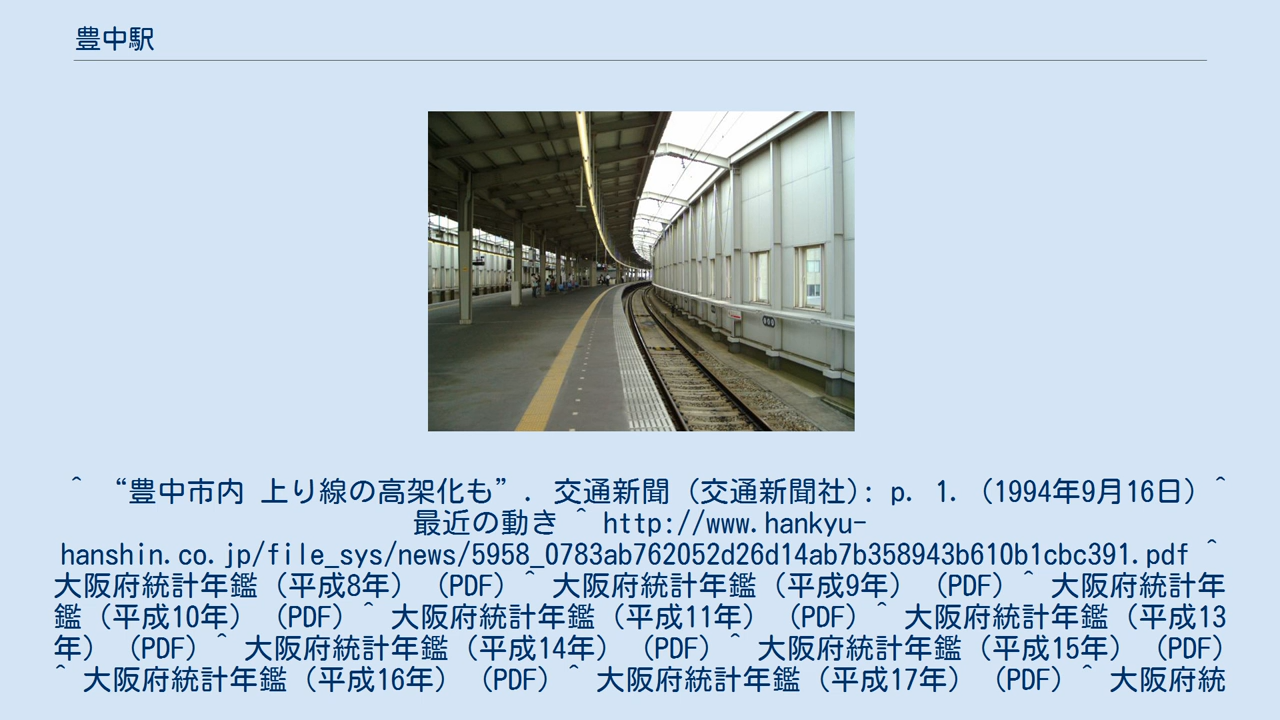 豊中駅
^ “豊中市内 上り線の高架化も”. 交通新聞 (交通新聞社): p. 1. (1994年9月16日) ^
最近の動き ^ http://www.hankyu-
hanshin.co.jp/file_sys/news/5958_0783ab762052d26d14ab7b358943b610b1cbc391.pdf ^
大阪府統計年鑑（平成8年）（PDF）^ 大阪府統計年鑑（平成9年）（PDF）^ 大阪府統計年
鑑（平成10年）（PDF）^ 大阪府統計年鑑（平成11年）（PDF）^ 大阪府統計年鑑（平成13
年）（PDF）^ 大阪府統計年鑑（平成14年）（PDF）^ 大阪府統計年鑑（平成15年）（PDF）
^ 大阪府統計年鑑（平成16年）（PDF）^ 大阪府統計年鑑（平成17年）（PDF）^ 大阪府統